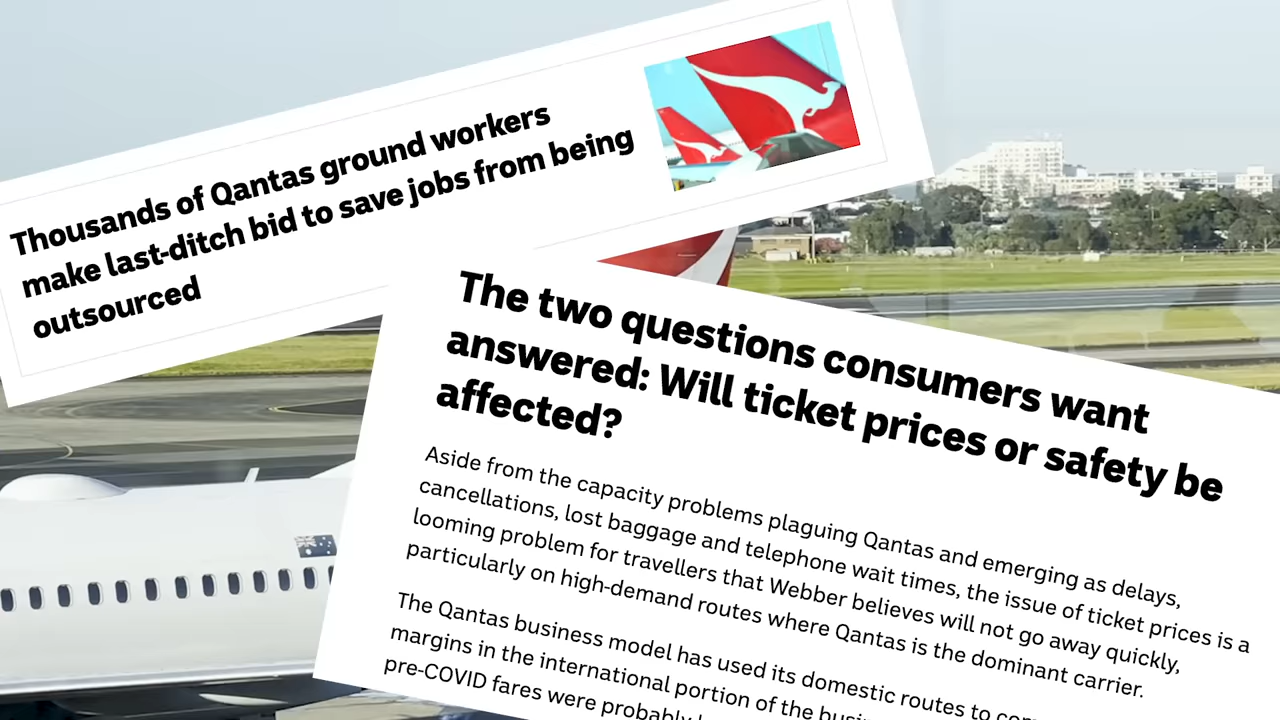 Thousands of Qantas ground workers
make last-ditch bid to save jobs from being
outsourced
The two questions consumers want
answered: Will ticket prices or safety be
affected?
Aside from the capacity problems plaguing Qantas and emerging as delays,
cancellations, lost baggage and telephone wait times, the issue of ticket prices is a
looming problem for travellers that Webber believes will not go away quickly,
particularly on high-demand routes where Qantas is the dominant carrier.
The Qantas business model has used its domestic routes to
margins in the international portion of the
pre-COVID fares were probably